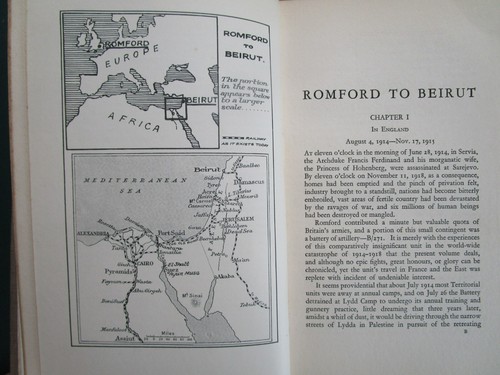 ROMFORD
TO
BEIRUT.
The portion
in the square
appears below
to a larger
scale.
RAILWAY
AS IT EXISTS TODAY
ROMFORD
EUROPE
BEIRUT
AFRICA
MEDITERRANEAN
SEA
Beirut
Damascus
Tyre
Acre
Haifa
JERUSALEM
Dead Sea
Gaza
ALEXANDRIA
Port Said
CAIRO
Pyramids
Fayoum
Akaba
Mt Sinai
Assiut
Miles
ROMFORD TO BEIRUT
CHAPTER I
IN ENGLAND
August 4, 1914—Nov. 17, 1915
At eleven o'clock in the morning of June 28, 1914, in Servia,
the Archduke Francis Ferdinand and his morganatic wife,
the Princess of Hohenberg, were assassinated at Sarajevo.
By eleven o'clock on November 11, 1918, as a consequence,
homes had been emptied and the pinch of privation felt,
industry brought to a standstill, nations had become bitterly
embroiled, vast areas of fertile country had been devastated
by the ravages of war, and six millions of human beings
had been destroyed or mangled.
Romford contributed a minute but valuable quota of
Britain's armies, and a portion of this small contingent was
a battery of artillery—B/271. It is merely with the experiences
of this comparatively insignificant unit in the world-wide
catastrophe of 1914-1918 that the present volume deals,
and although no epic fights, great honours, or glory can be
chronicled, yet the unit's travel in France and the East was
replete with incident of undeniable interest.
It seems providential that about July 1914 most Territorial
units were away at annual camps, and on July 26 the Battery
detrained at Lydd Camp to undergo its annual training and
gunnery practice, little dreaming that three years later,
amidst a whirl of dust, it would be driving through the narrow
streets of Lydda in Palestine in pursuit of the retreating